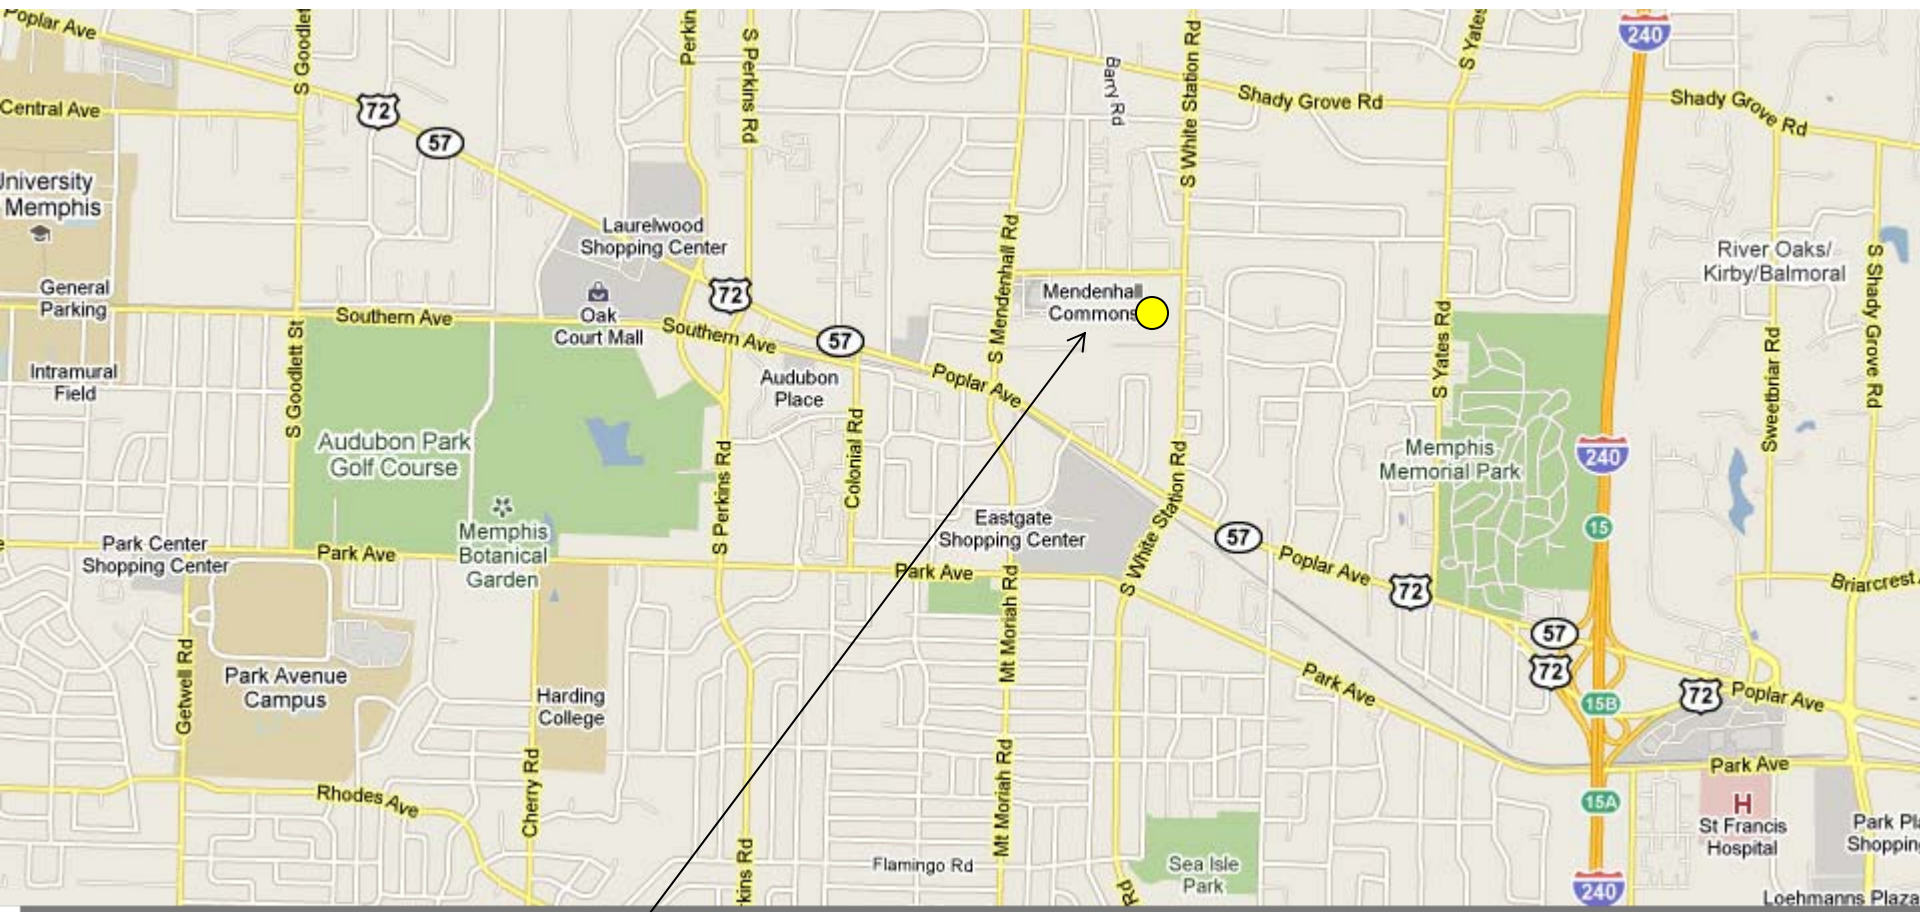 Poplar Ave
S Goodlet
Perkin
S Perkins Rd
Barry Rd
S White Station Rd
S Yates
240
Central Ave
72
57
Shady Grove Rd
Shady Grove Rd
University
Memphis
Laurelwood
Shopping Center
S Mendenhall Rd
River Oaks/
Kirby/Balmoral
S Shady Grove Rd
General
Parking
72
Mendenhall
Commons
Oak
Court Mall
Southern Ave
Southern Ave
57
S Goodlett St
S Yates Rd
Sweetbriar Rd
Intramural
Field
Audubon
Place
Poplar Ave
Audubon Park
Golf Course
S Perkins Rd
Colonial Rd
Memphis
Memorial Park
240
15
Memphis
Botanical
Garden
Eastgate
Shopping Center
S White Station Rd
57
Park Center
Shopping Center
Park Ave
Park Ave
Poplar Ave
72
Briarcrest
Mt Moriah Rd
57
72
Getwell Rd
Park Avenue
Campus
Harding
College
Park Ave
15B
72
Poplar Ave
Cherry Rd
Mt Moriah Rd
Park Ave
Rhodes Ave
15A
H
St Francis
Hospital
Park Pla
Shopping
kins Rd
Flamingo Rd
Sea Isle
Park
Rd
240
Loehmanns Plaza